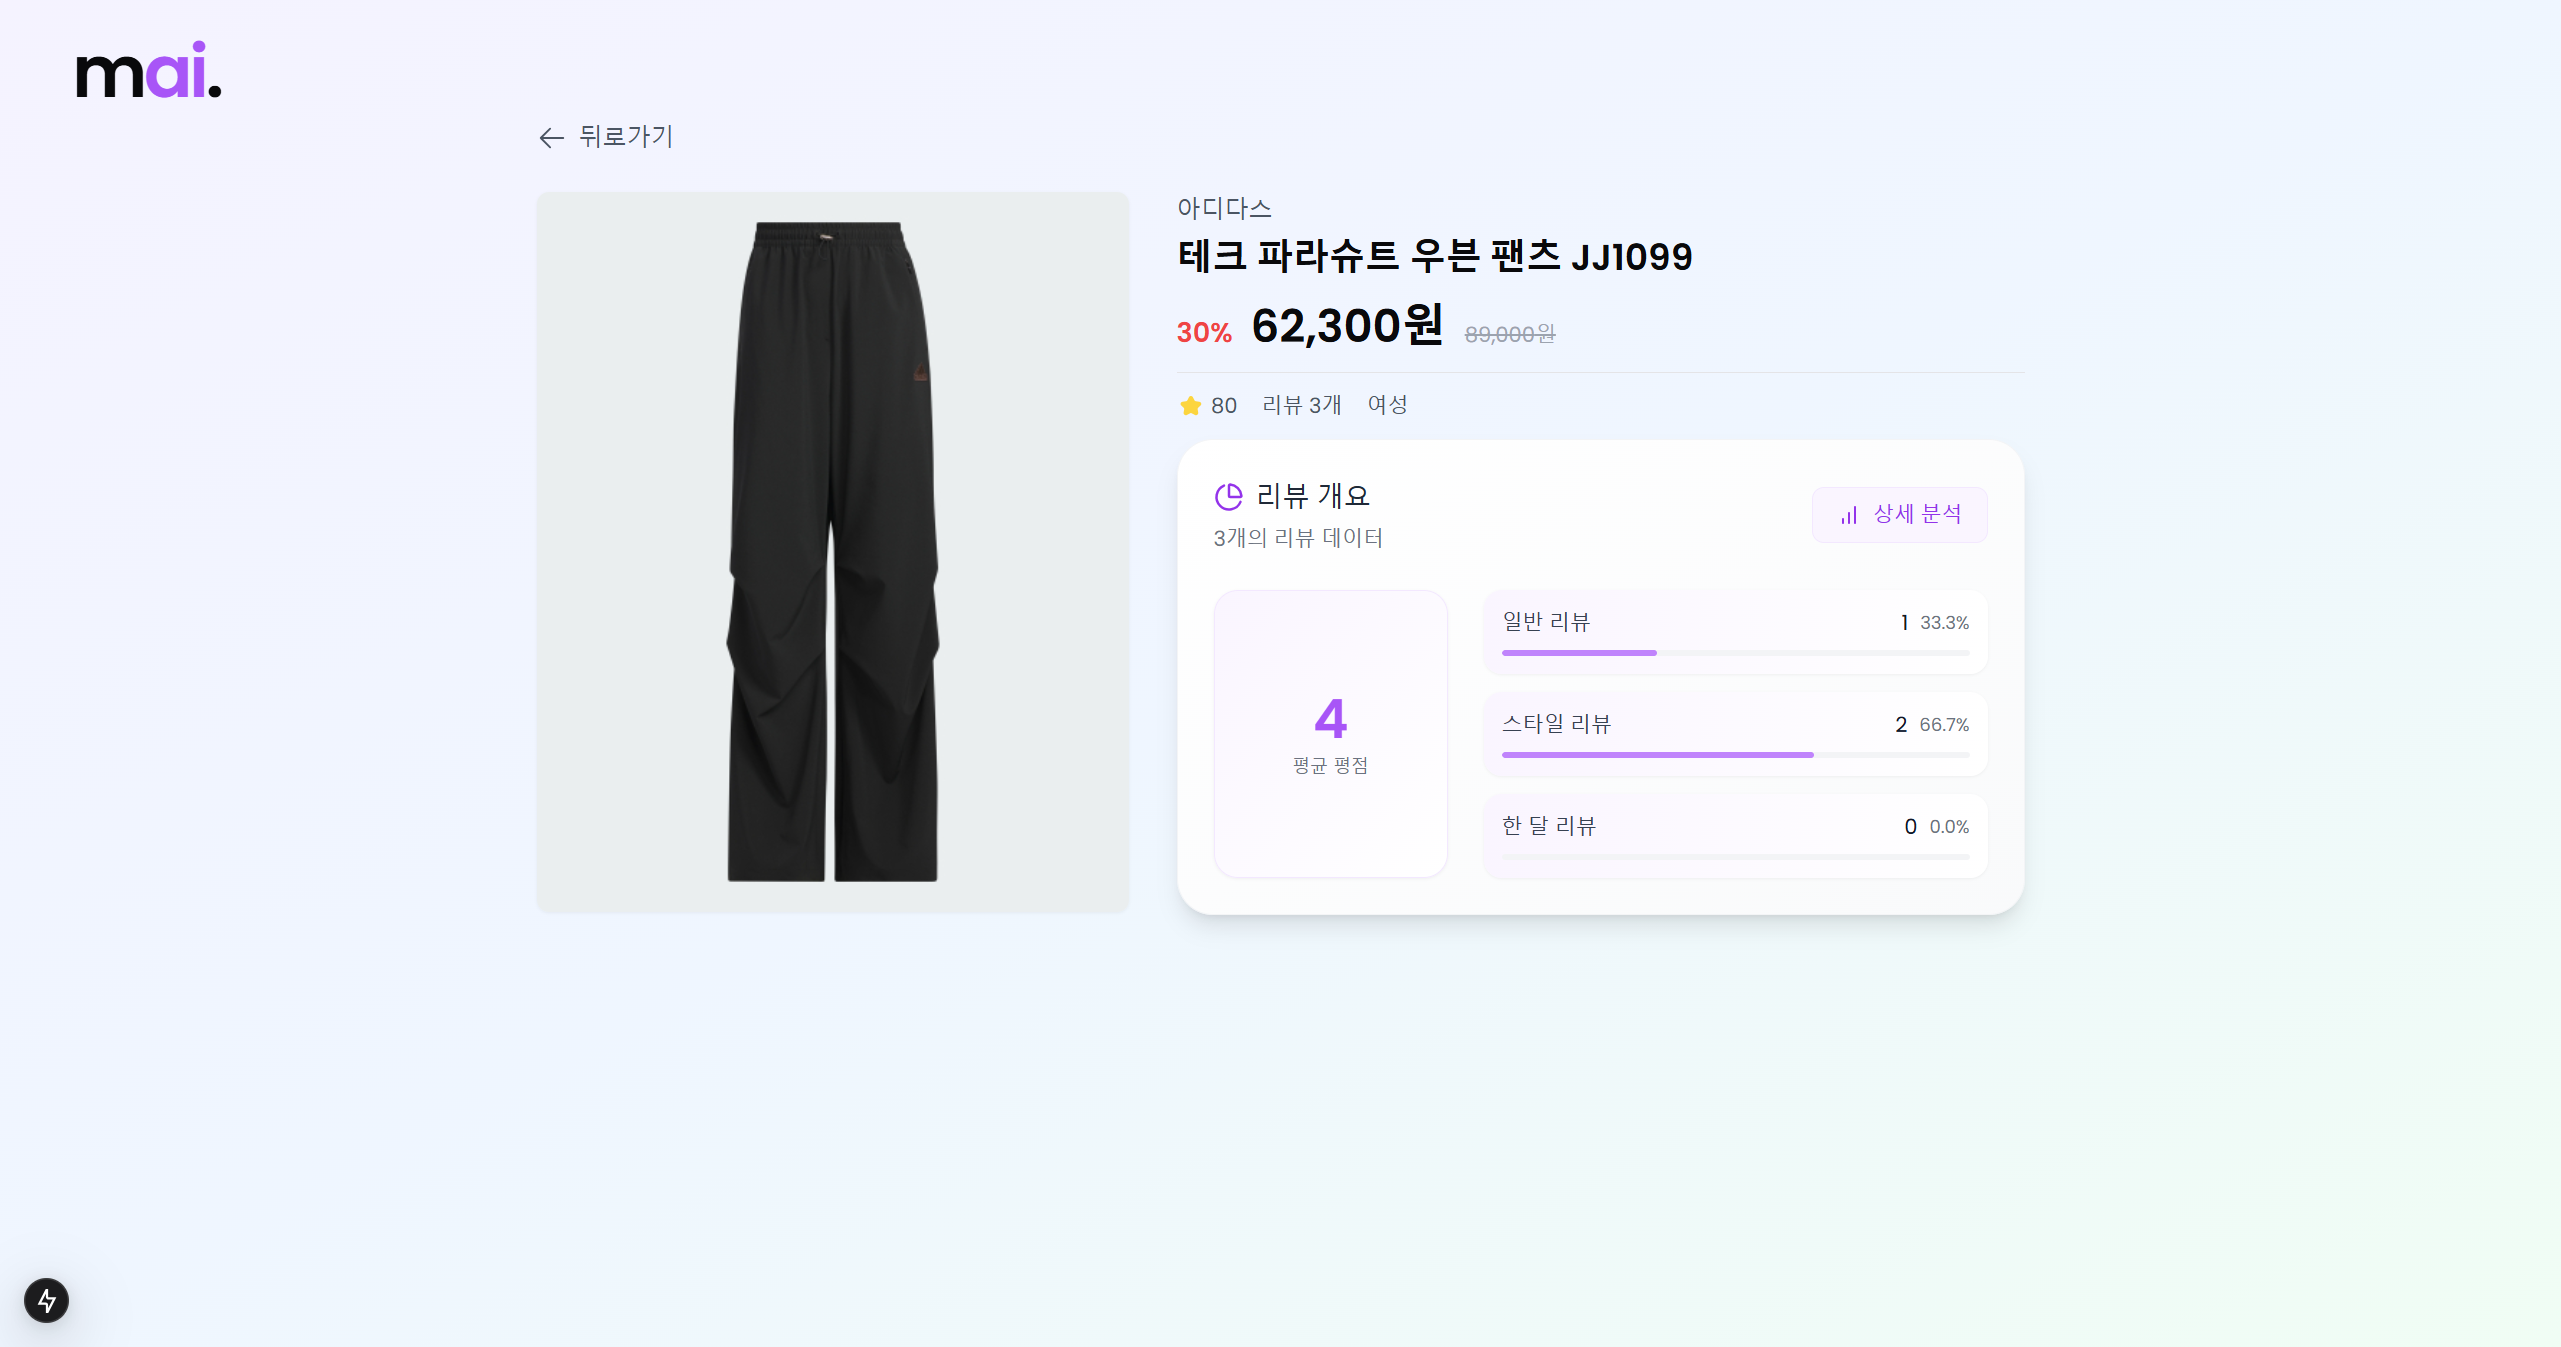 mai.
뒤로가기
아디다스
테크 파라슈트 우븐 팬츠 JJ1099
30% 62,300원 89,000원
80 리뷰 3개 여성
리뷰 개요
3개의 리뷰 데이터
상세 분석
4
평균 평점
일반 리뷰 1 33.3%
스타일 리뷰 2 66.7%
한 달 리뷰 0 0.0%